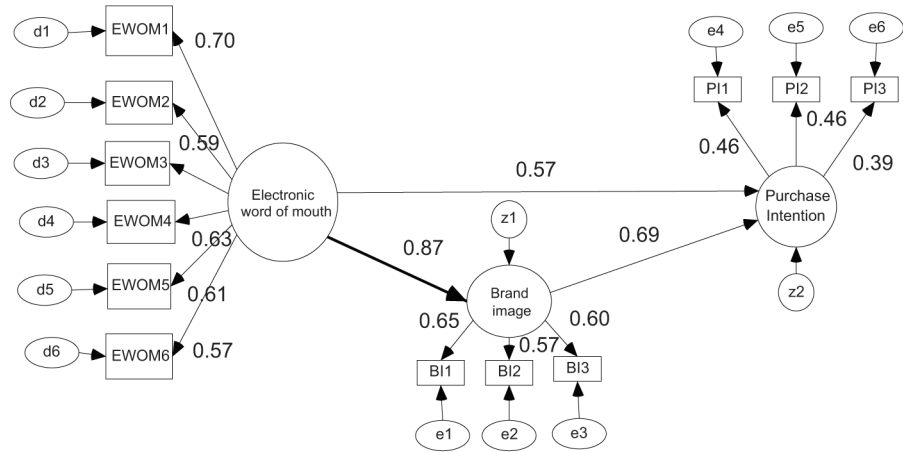 d1
EWOM1
0.70
d2
EWOM2
0.59
d3
EWOM3
d4
EWOM4
0.63
d5
EWOM5
0.61
d6
EWOM6
0.57
Electronic
word of mouth
0.57
0.87
z1
Brand
image
0.65
0.57
0.60
BI1
BI2
BI3
e1
e2
e3
0.69
e4
e5
e6
PI1
PI2
PI3
0.46
0.46
0.39
Purchase
Intention
z2